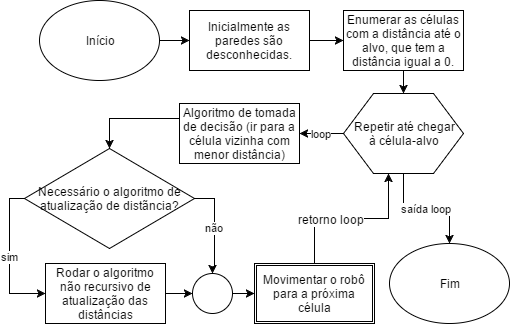 Início
Inicialmente as
paredes são
desconhecidas.
Enumerar as células
com a distância até o
alvo, que tem a
distância igual a 0.
Repetir até chegar
à célula-alvo
loop
Algoritmo de tomada
de decisão (ir para a
célula vizinha com
menor distância)
Necessário o algoritmo de
atualização de distância?
sim
não
Rodar o algoritmo
não recursivo de
atualização das
distâncias
Movimentar o robô
para a próxima
célula
retorno loop
saída loop
Fim